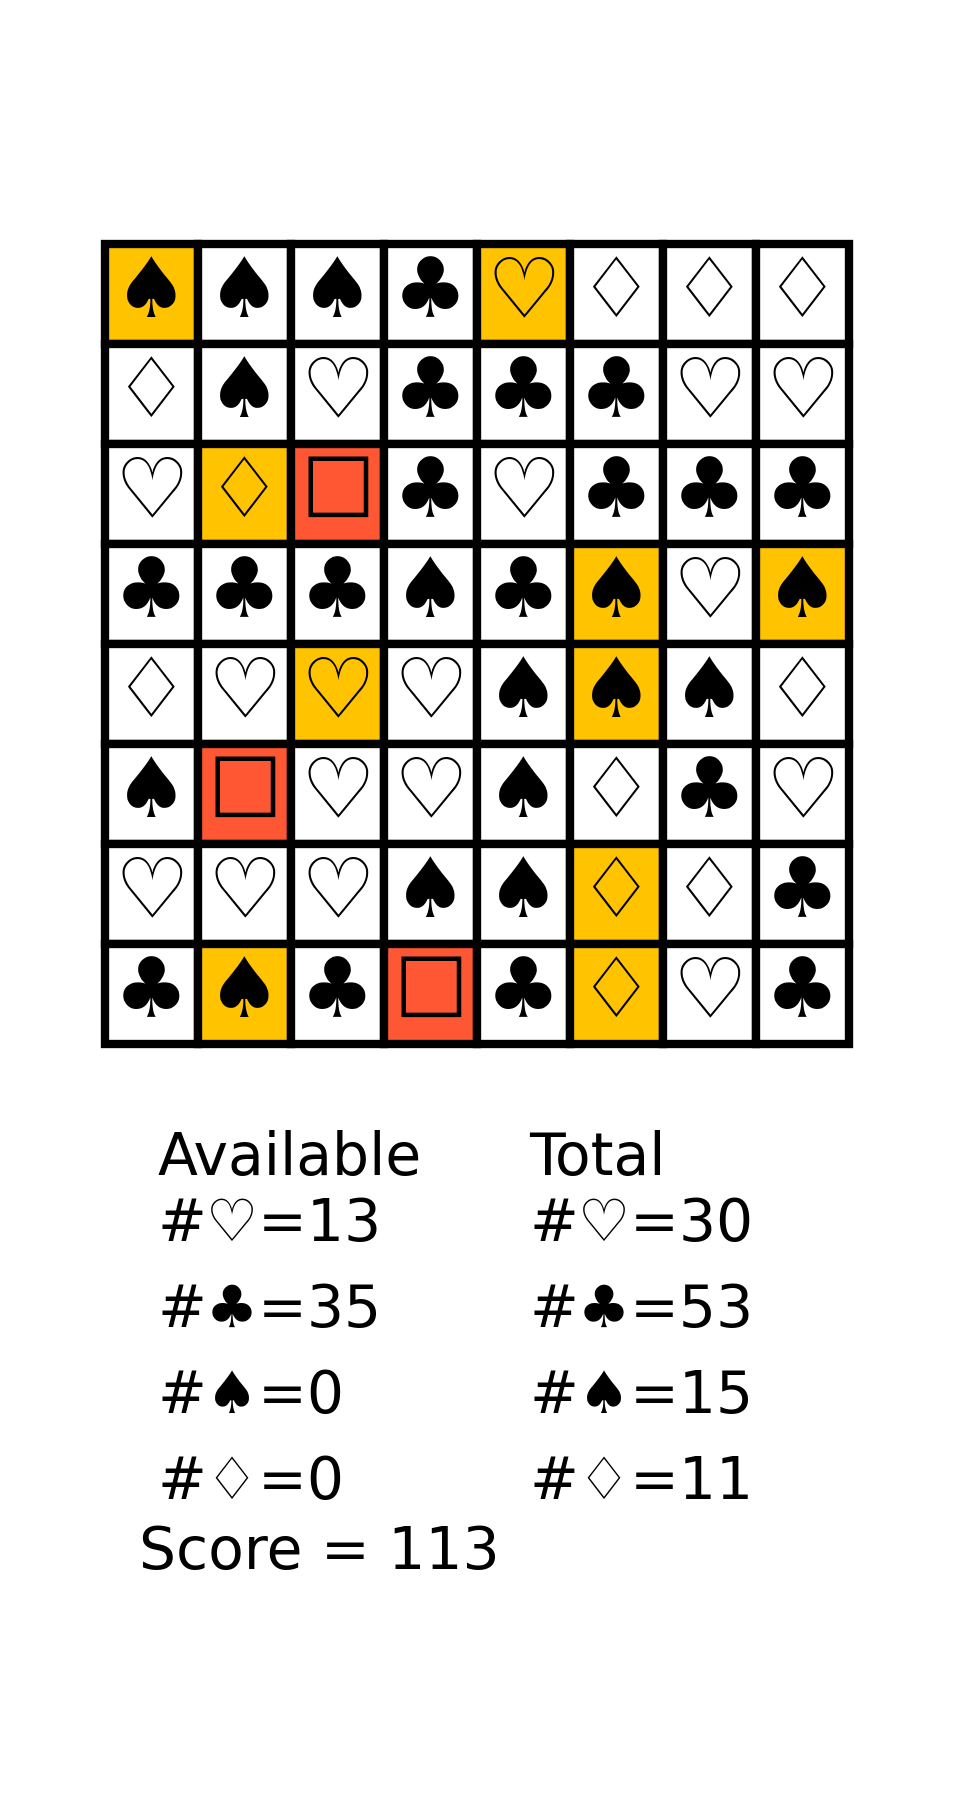 ♠ ♠ ♠ ♣ ♡ ♢ ♢ ♢
♢ ♠ ♡ ♣ ♣ ♣ ♡ ♡
♡ ♢ □ ♣ ♡ ♣ ♣ ♣
♣ ♣ ♣ ♠ ♣ ♠ ♡ ♠
♢ ♡ ♡ ♡ ♠ ♠ ♠ ♢
♠ □ ♡ ♡ ♠ ♢ ♣ ♡
♡ ♡ ♡ ♠ ♠ ♢ ♢ ♣
♣ ♠ ♣ □ ♣ ♢ ♡ ♣
Available Total
#♡=13 #♡=30
#♣=35 #♣=53
#♠=0 #♠=15
#♢=0 #♢=11
Score = 113